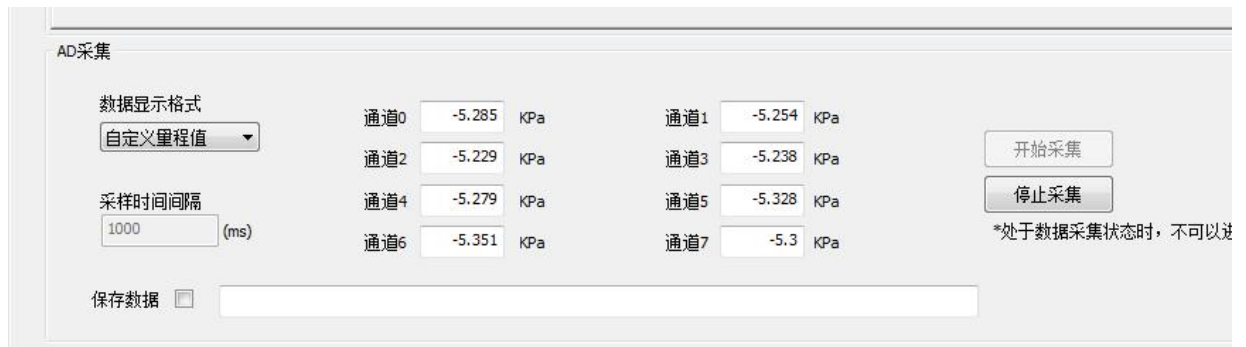 AD采集
数据显示格式
自定义量程值
通道0 -5.285 KPa 通道1 -5.254 KPa
通道2 -5.229 KPa 通道3 -5.238 KPa
开始采集
采样时间间隔
通道4 -5.279 KPa 通道5 -5.328 KPa
停止采集
1000 (ms)
通道6 -5.351 KPa 通道7 -5.3 KPa
*处于数据采集状态时，不可以进
保存数据